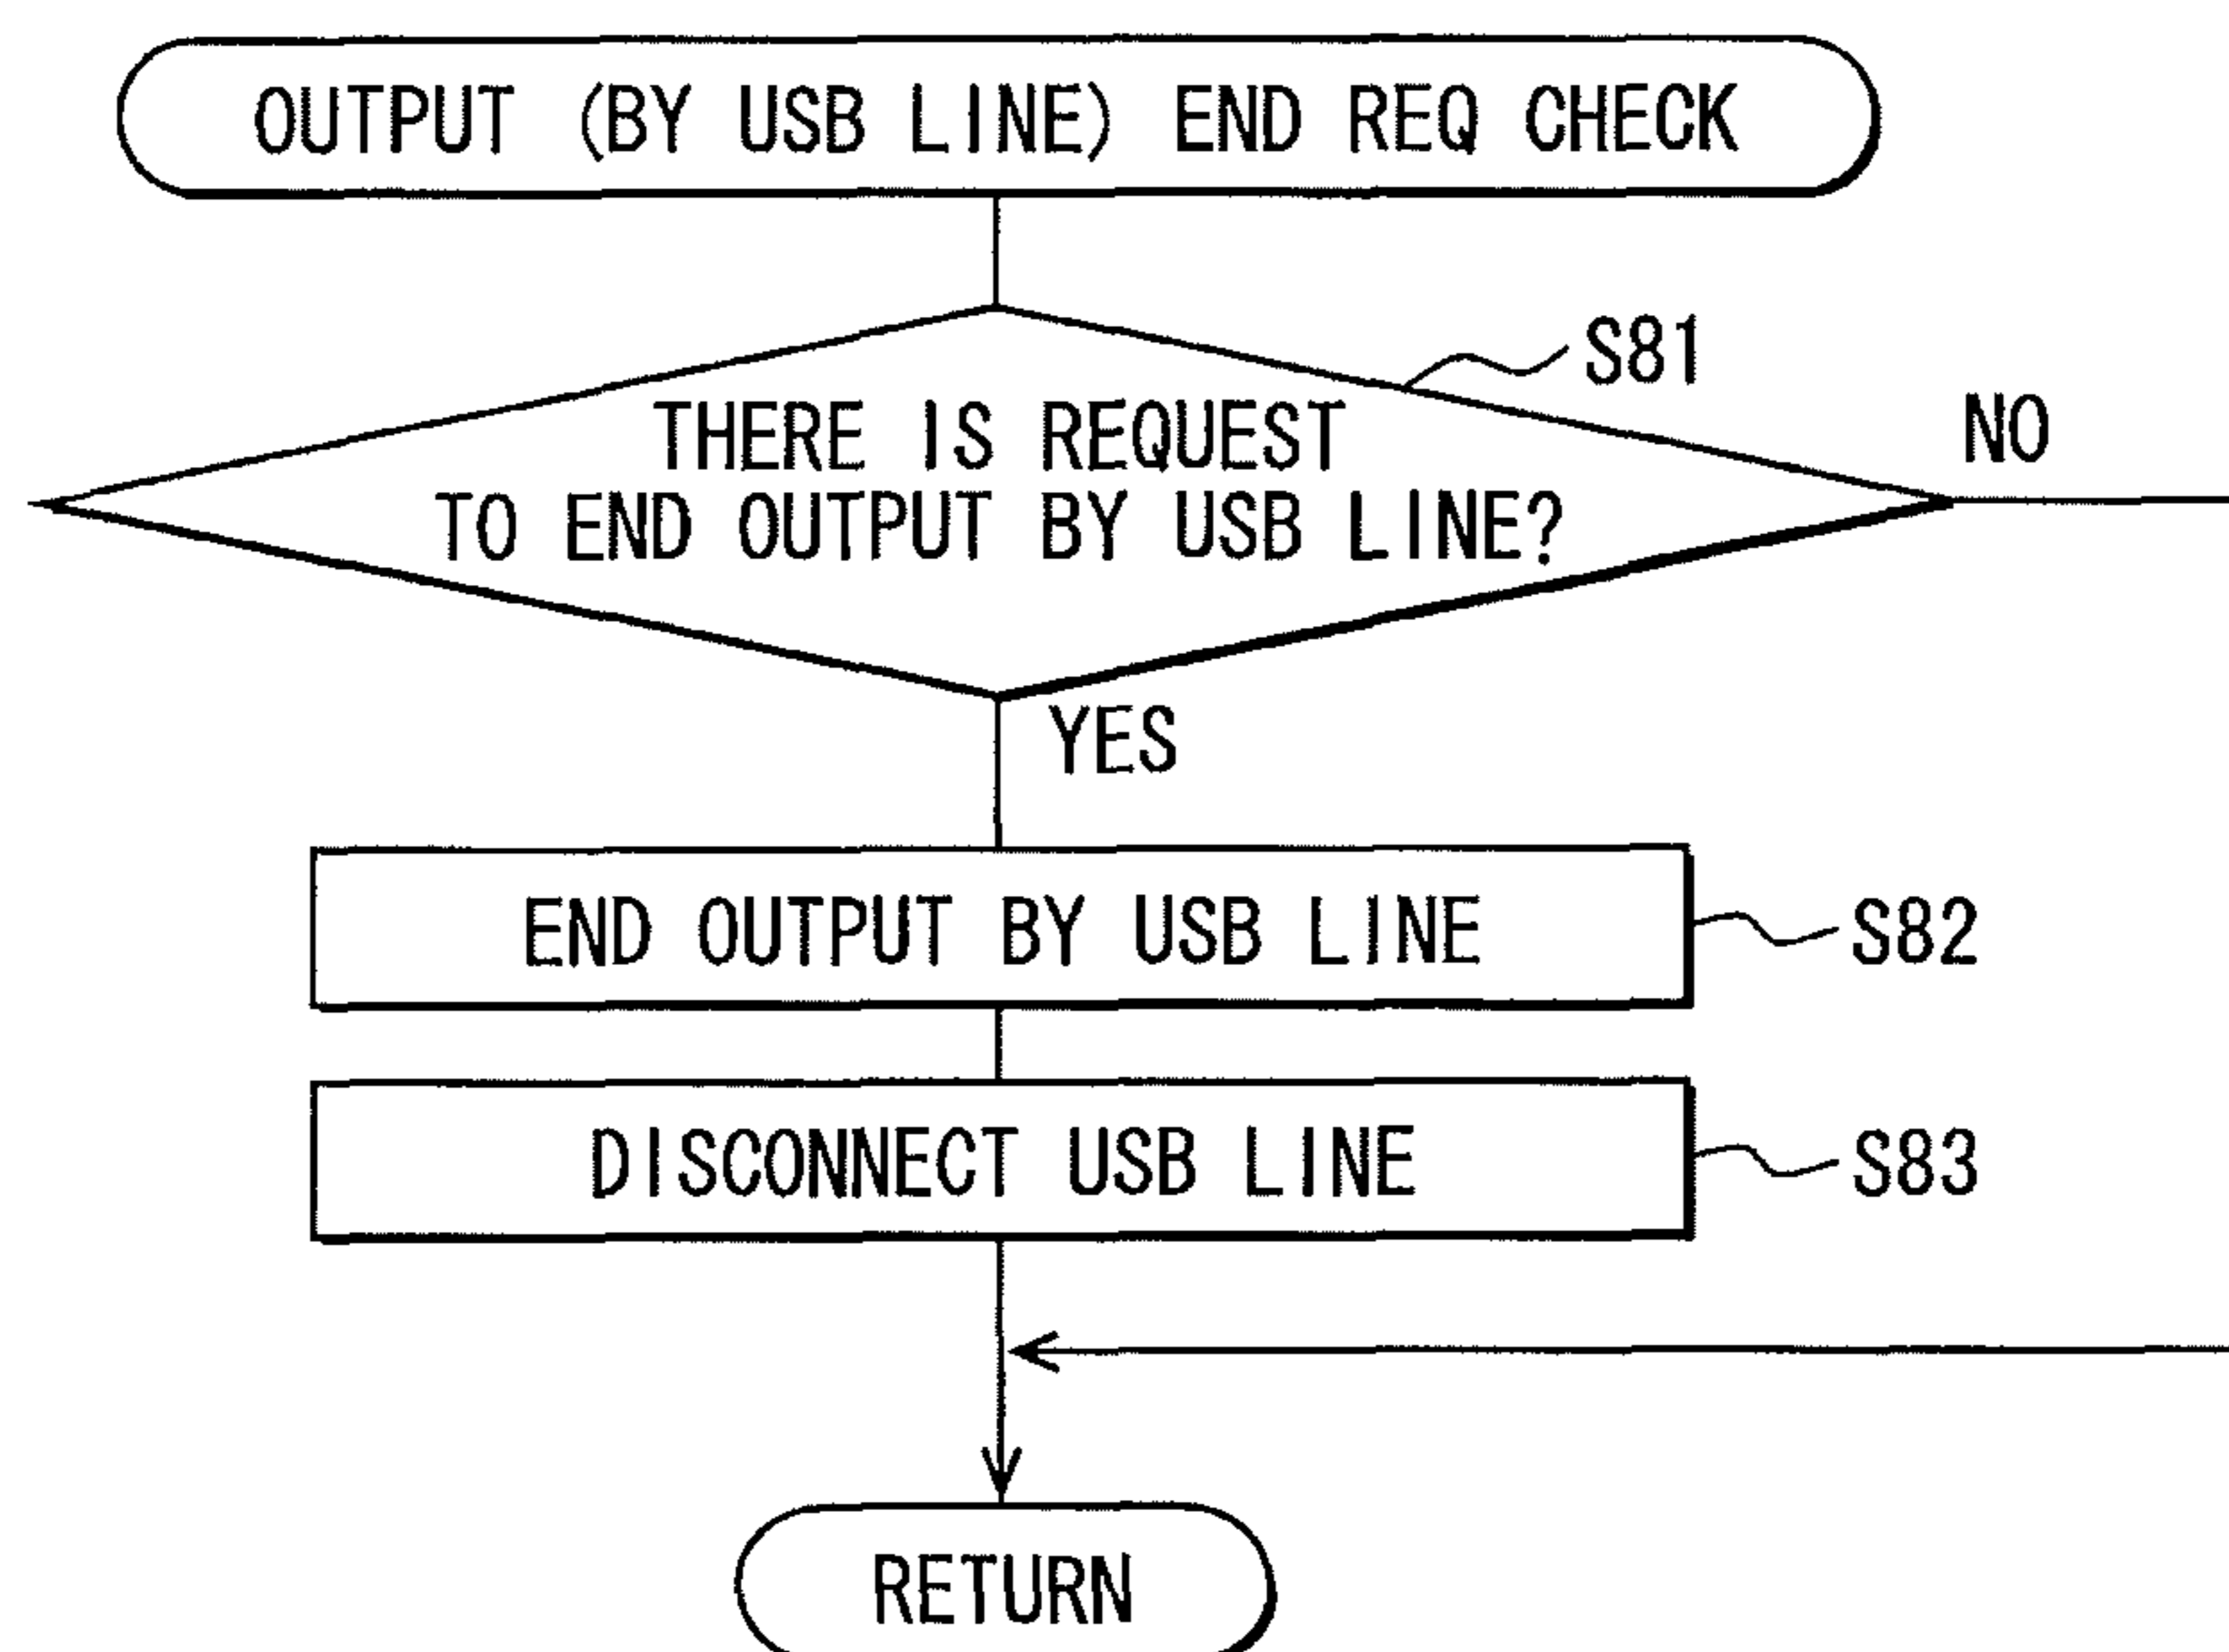 OUTPUT (BY USB LINE) END REQ CHECK
S81
THERE IS REQUEST
TO END OUTPUT BY USB LINE?
NO
YES
END OUTPUT BY USB LINE
S82
DISCONNECT USB LINE
S83
RETURN